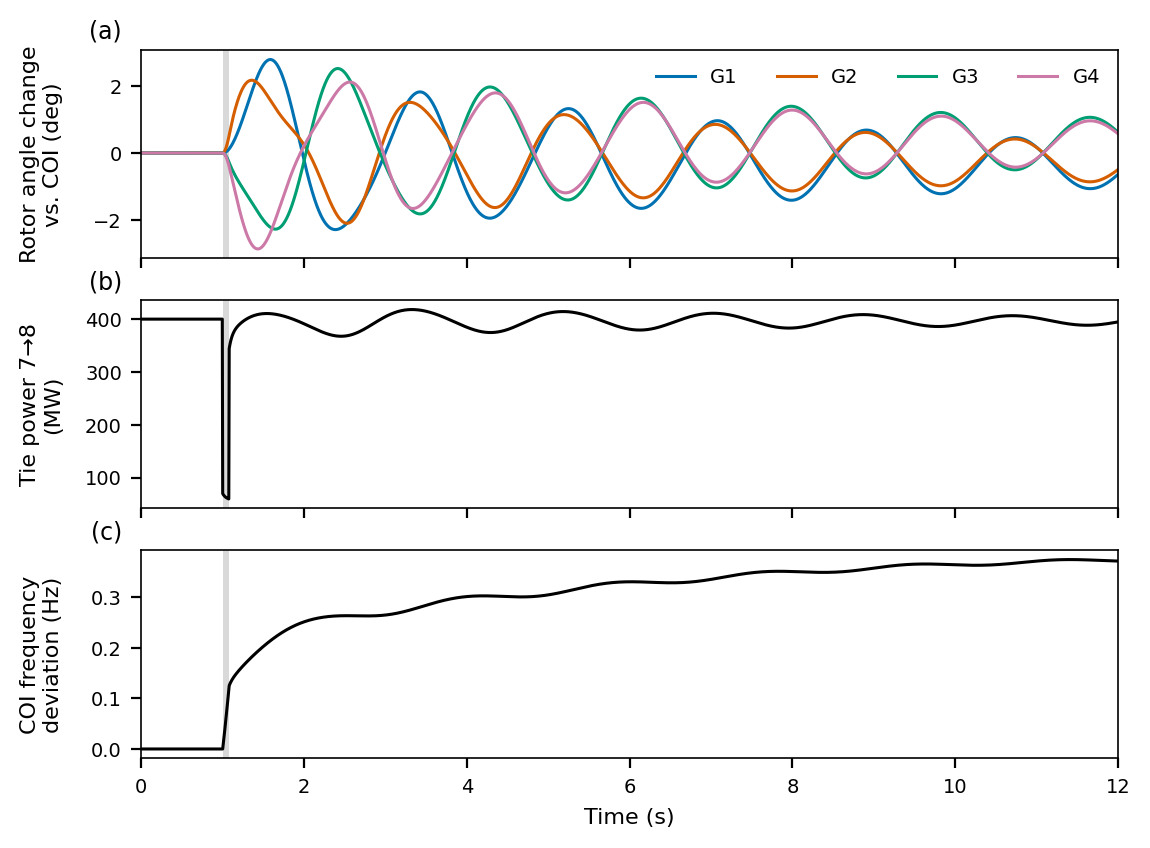 (a)
Rotor angle change
vs. COI (deg)
2
0
−2
G1 G2 G3 G4
(b)
Tie power 7→8
(MW)
400
300
200
100
(c)
COI frequency
deviation (Hz)
0.3
0.2
0.1
0.0
0 2 4 6 8 10 12
Time (s)